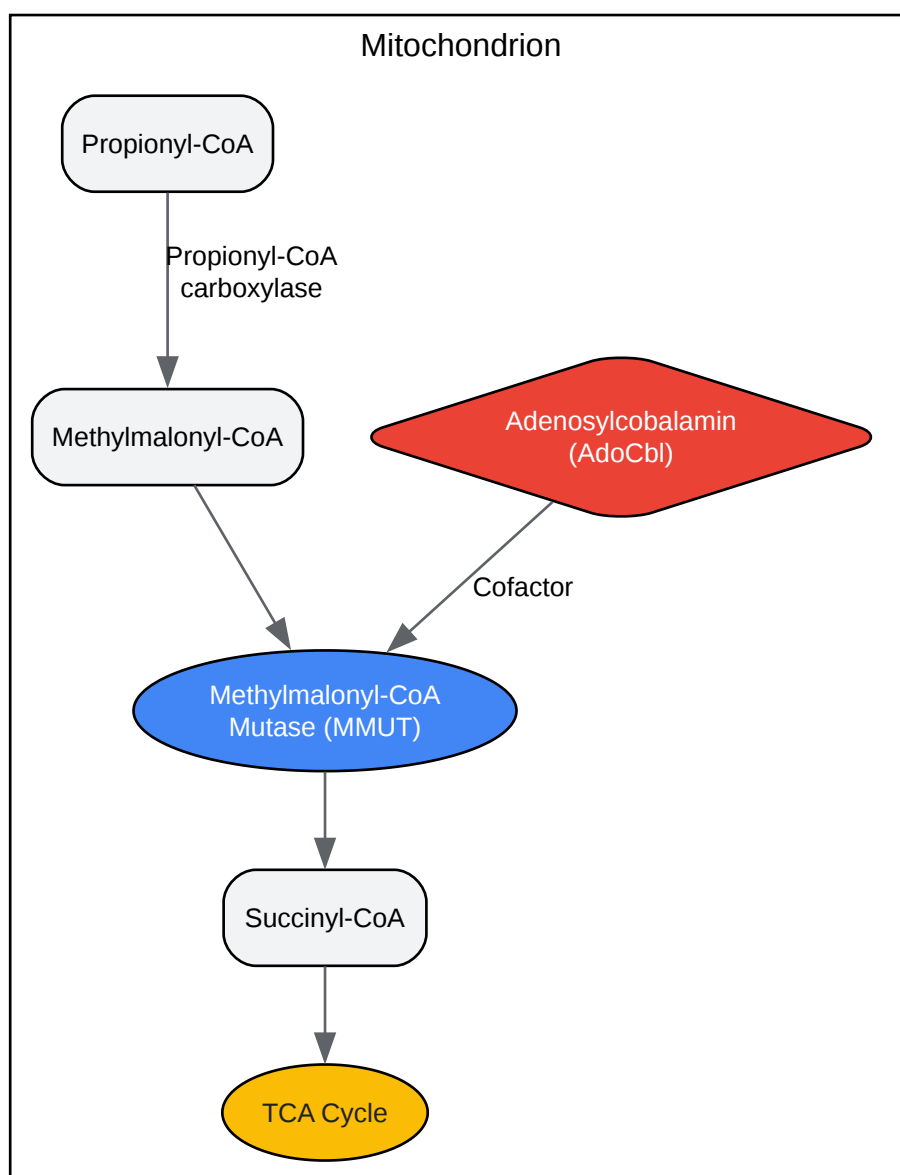 Mitochondrion
Propionyl-CoA
Propionyl-CoA
carboxylase
Methylmalonyl-CoA
Adenosylcobalamin
(AdoCbl)
Cofactor
Methylmalonyl-CoA
Mutase (MMUT)
Succinyl-CoA
TCA Cycle